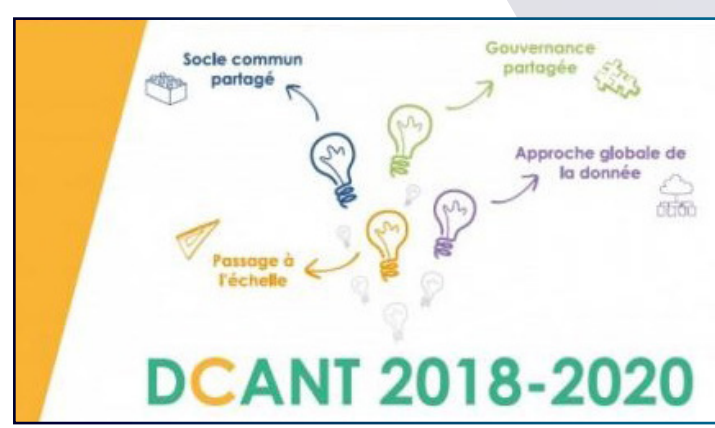 Socle commun
partagé
Gouvernance
partagée
Approche globale de
la donnée
Passage à
l'échelle
DCANT 2018-2020